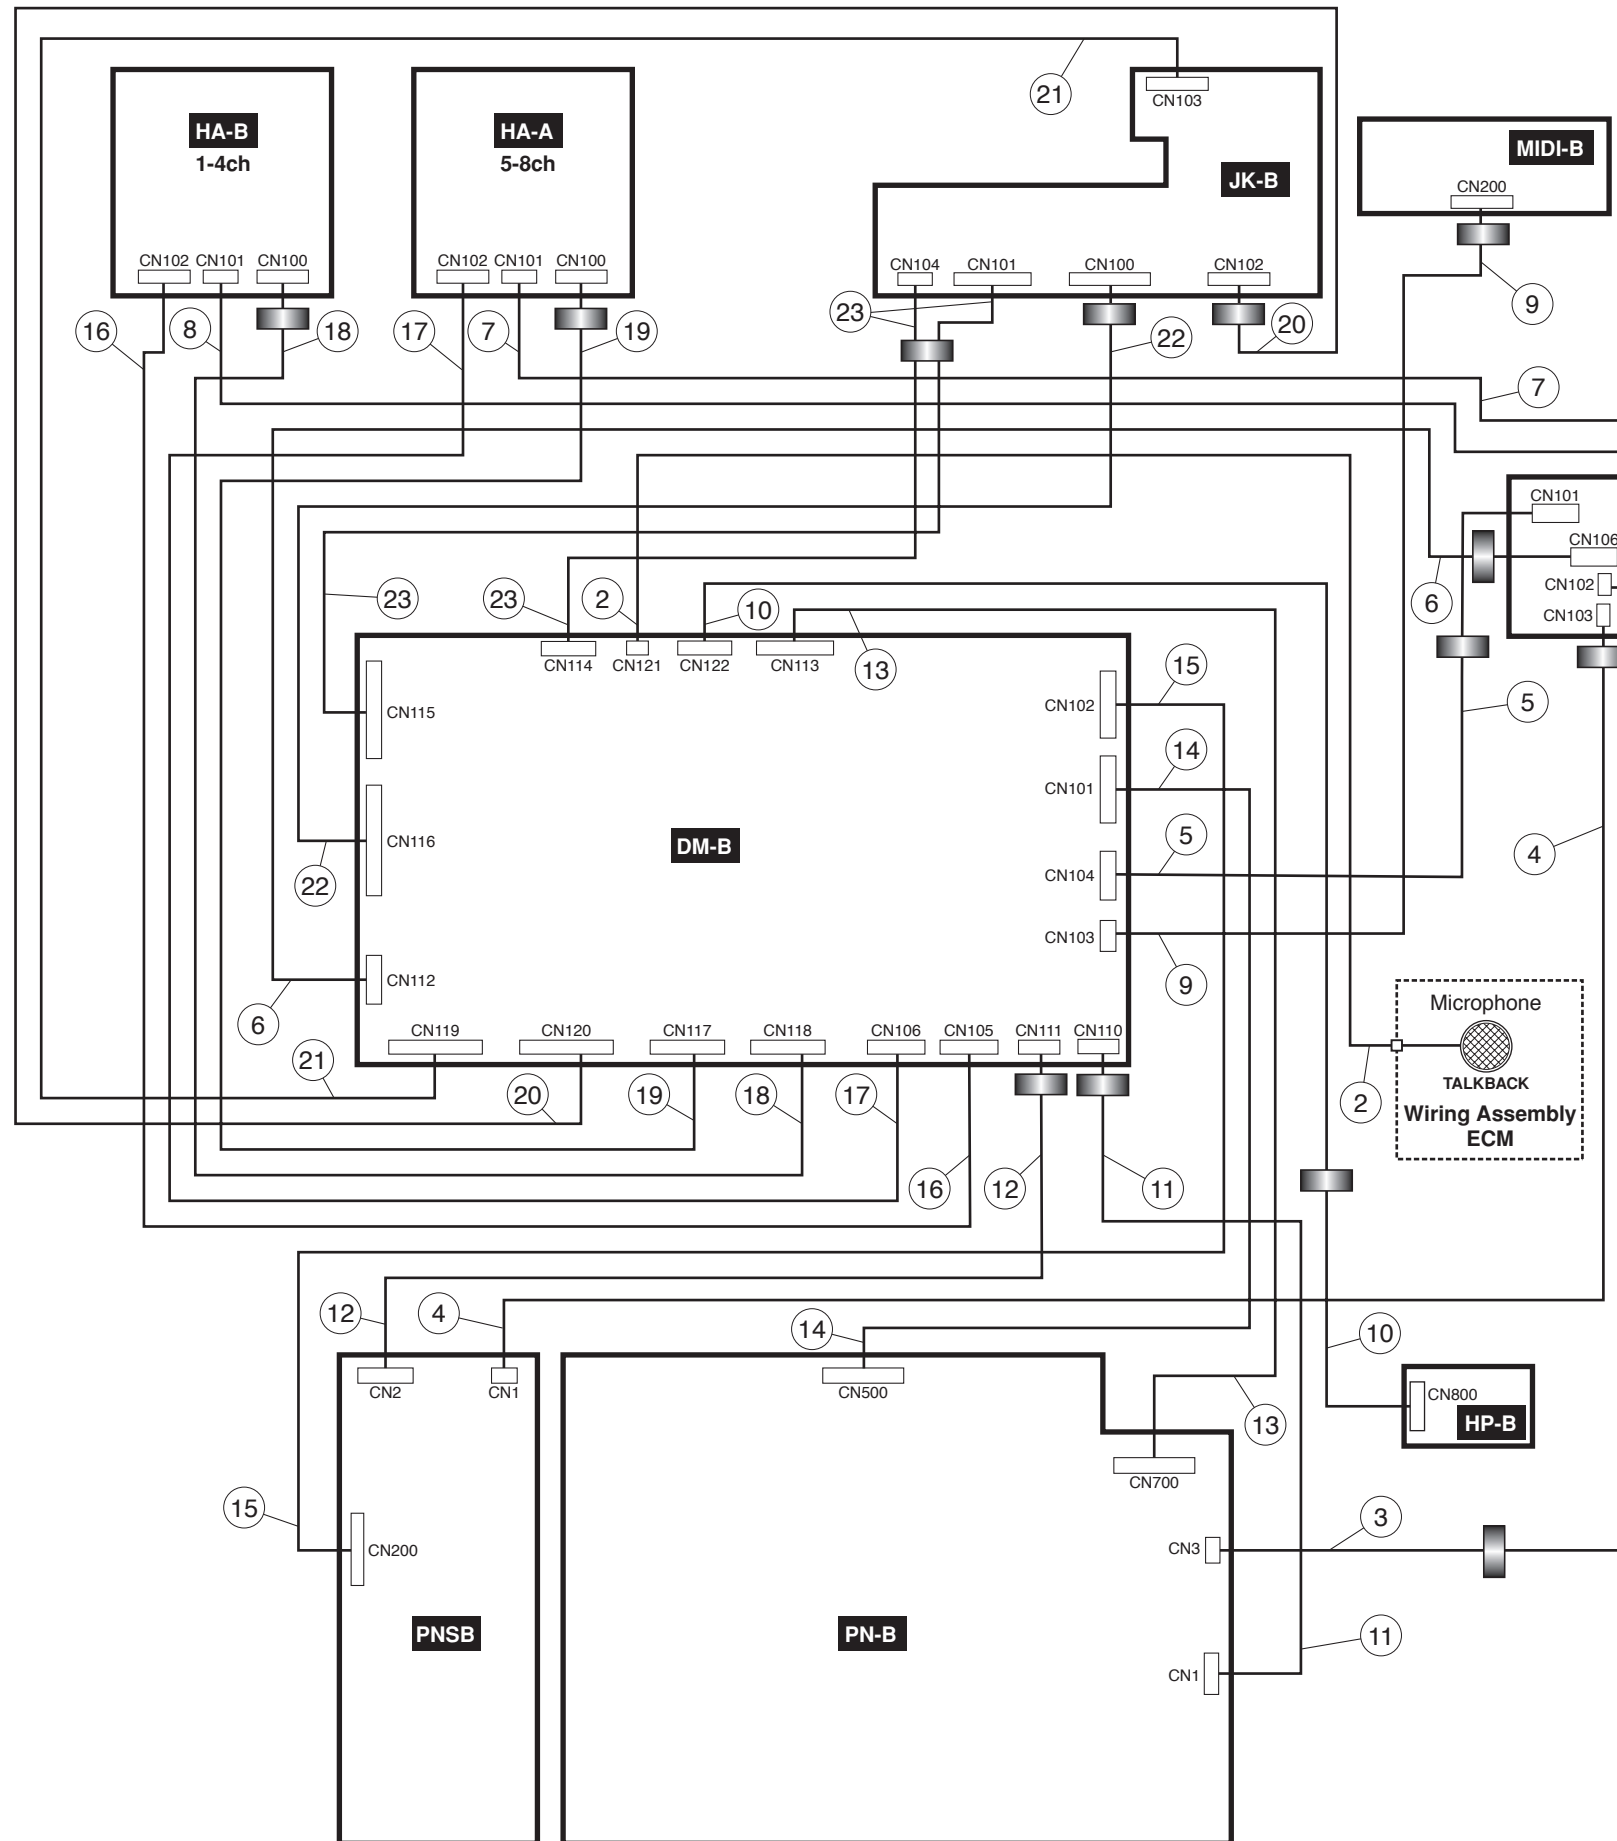 21
CN103
HA-B
1-4ch
HA-A
5-8ch
JK-B
MIDI-B
CN200
CN102 CN101 CN100
CN102 CN101 CN100
CN104 CN101 CN100 CN102
16 8 18 17 7 19 23 22 20 9
7
CN101
CN106
CN102
CN103
6
23 23 2 10 13
CN114 CN121 CN122 CN113
15
CN102
CN115
5
14
CN101
CN116
DM-B
5
4
22
CN104
CN103
9
CN112
6
Microphone
TALKBACK
Wiring Assembly
ECM
2
CN119 CN120 CN117 CN118 CN106 CN105 CN111 CN110
21 20 19 18 17
16 12 11
12 4 14 10
CN2 CN1 CN500
CN800
HP-B
13
CN700
15
CN200
3
CN3
PNSB
PN-B
11
CN1